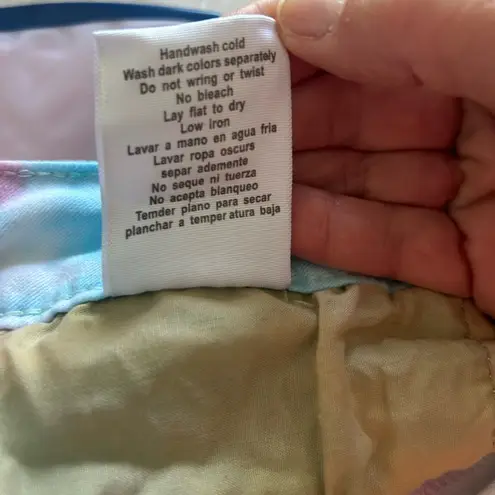 Handwash cold
Wash dark colors separately
Do not wring or twist
No bleach
Lay flat to dry
Low iron
Lavar a mano en agua fria
Lavar ropa oscurs
separ ademente
No seque ni tuerza
No acepta blanqueo
Temder plano para secar
planchar a temper atura baja